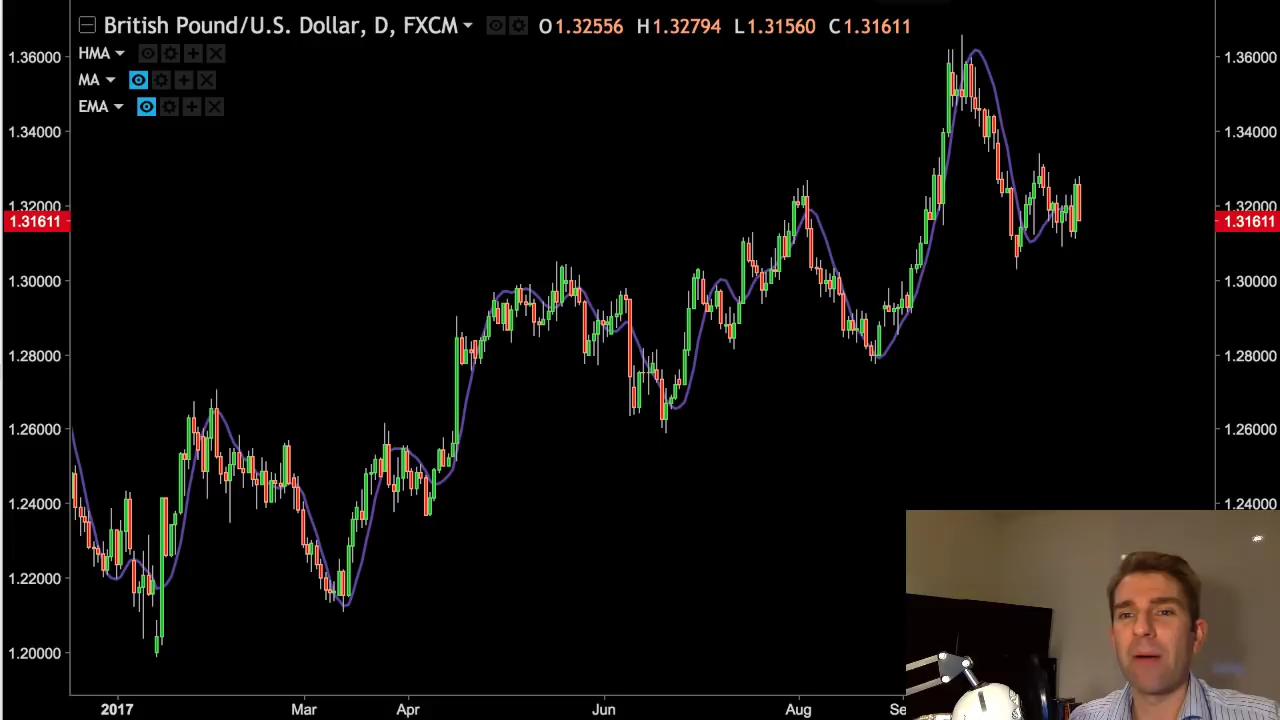 British Pound/U.S. Dollar, D, FXCM O1.32556 H1.32794 L1.31560 C1.31611
HMA
MA
EMA
1.36000 1.36000
1.34000 1.34000
1.32000 1.32000
1.31611 1.31611
1.30000 1.30000
1.28000 1.28000
1.26000 1.26000
1.24000 1.24000
1.22000
1.20000
2017 Mar Apr Jun Aug Se